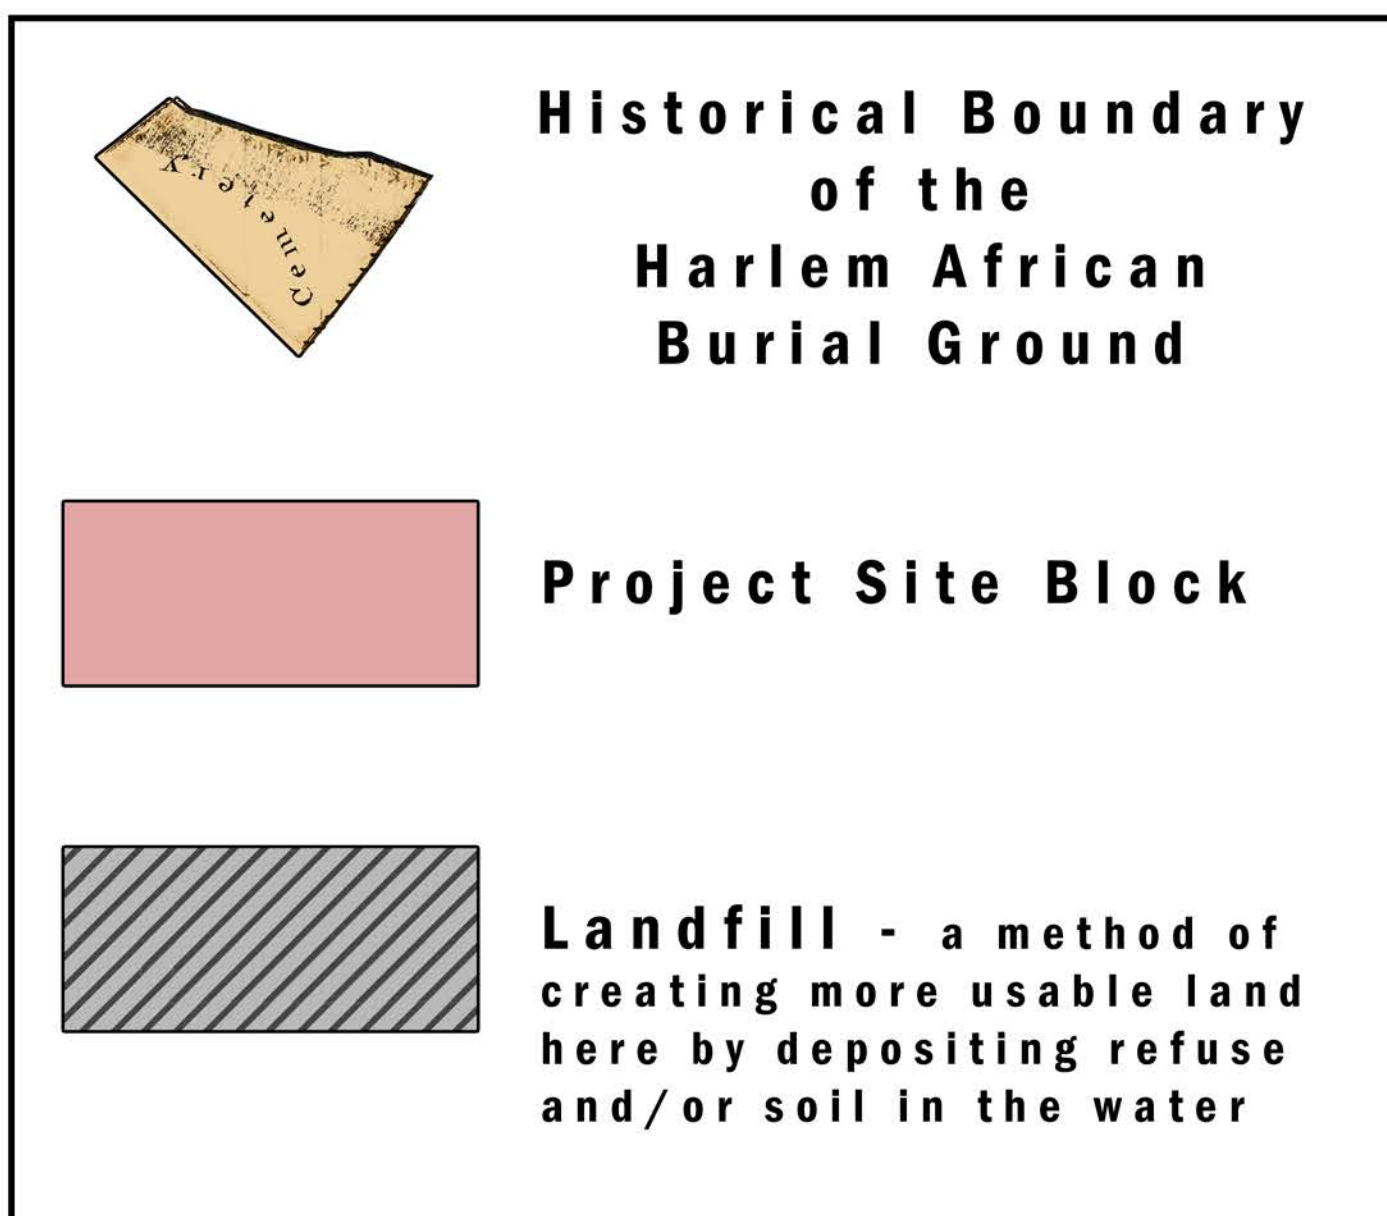 Cemetery
Historical Boundary
of the
Harlem African
Burial Ground
Project Site Block
Landfill - a method of
creating more usable land
here by depositing refuse
and/or soil in the water